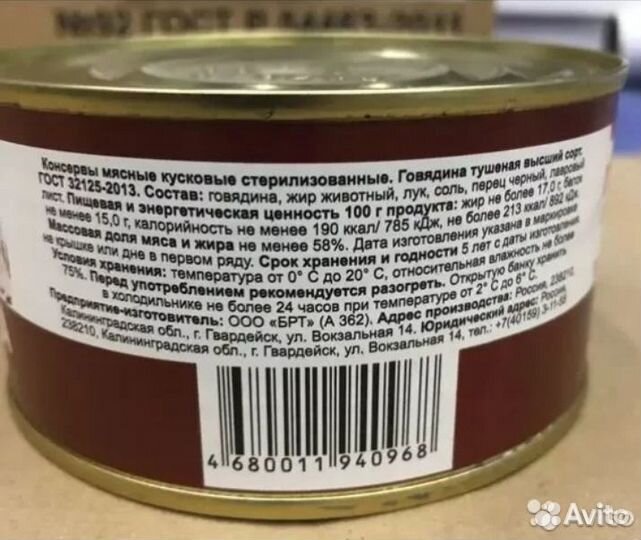 №92 ГОСТ Р 54463-2011
Консервы мясные кусковые стерилизованные. Говядина тушеная высший сорт,
ГОСТ 32125-2013. Состав: говядина, жир животный, лук, соль, перец черный, лавровый
лист. Пищевая и энергетическая ценность 100 г продукта: жир не более 17,0 г, белок
не менее 15,0 г, калорийность не менее 190 ккал/ 785 кДж, не более 213 ккал/ 892 кДж.
Массовая доля мяса и жира не менее 58%. Дата изготовления указана в маркировке
на крышке или дне в первом ряду. Срок хранения и годности 5 лет с даты изготовления.
Условия хранения: температура от 0° С до 20° С, относительная влажность не более
75%. Перед употреблением рекомендуется разогреть. Открытую банку хранить
в холодильнике не более 24 часов при температуре от 2° С до 6° С.
Предприятие-изготовитель: ООО «БРТ» (А 362). Адрес производства: Россия, 238210,
Калининградская обл., г. Гвардейск, ул. Вокзальная 14. Юридический адрес: Россия,
238210, Калининградская обл., г. Гвардейск, ул. Вокзальная 14, тел.: +7(40159) 3-11-58
4 680011 940968
Avito